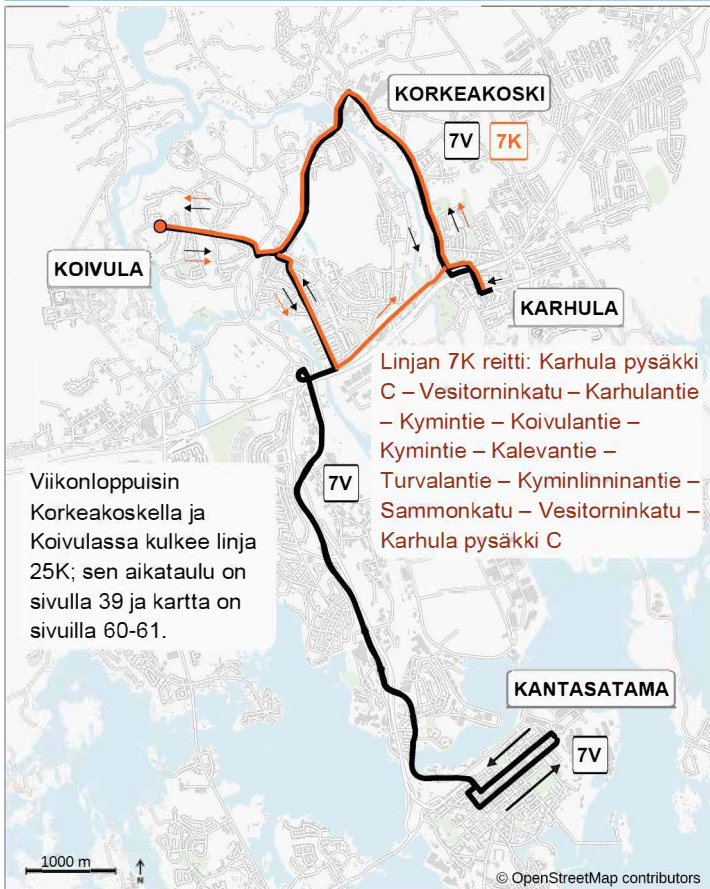 KORKEAKOSKI
7V 7K
KOIVULA
KARHULA
Linjan 7K reitti: Karhula pysäkki
C – Vesitorninkatu – Karhulantie
– Kymintie – Koivulantie –
Kymintie – Kalevantie –
Turvalantie – Kyminlinninantie –
Sammonkatu – Vesitorninkatu –
Karhula pysäkki C
7V
Viikonloppuisin
Korkeakoskella ja
Koivulassa kulkee linja
25K; sen aikataulu on
sivulla 39 ja kartta on
sivuilla 60-61.
KANTASATAMA
7V
1000 m
N
© OpenStreetMap contributors